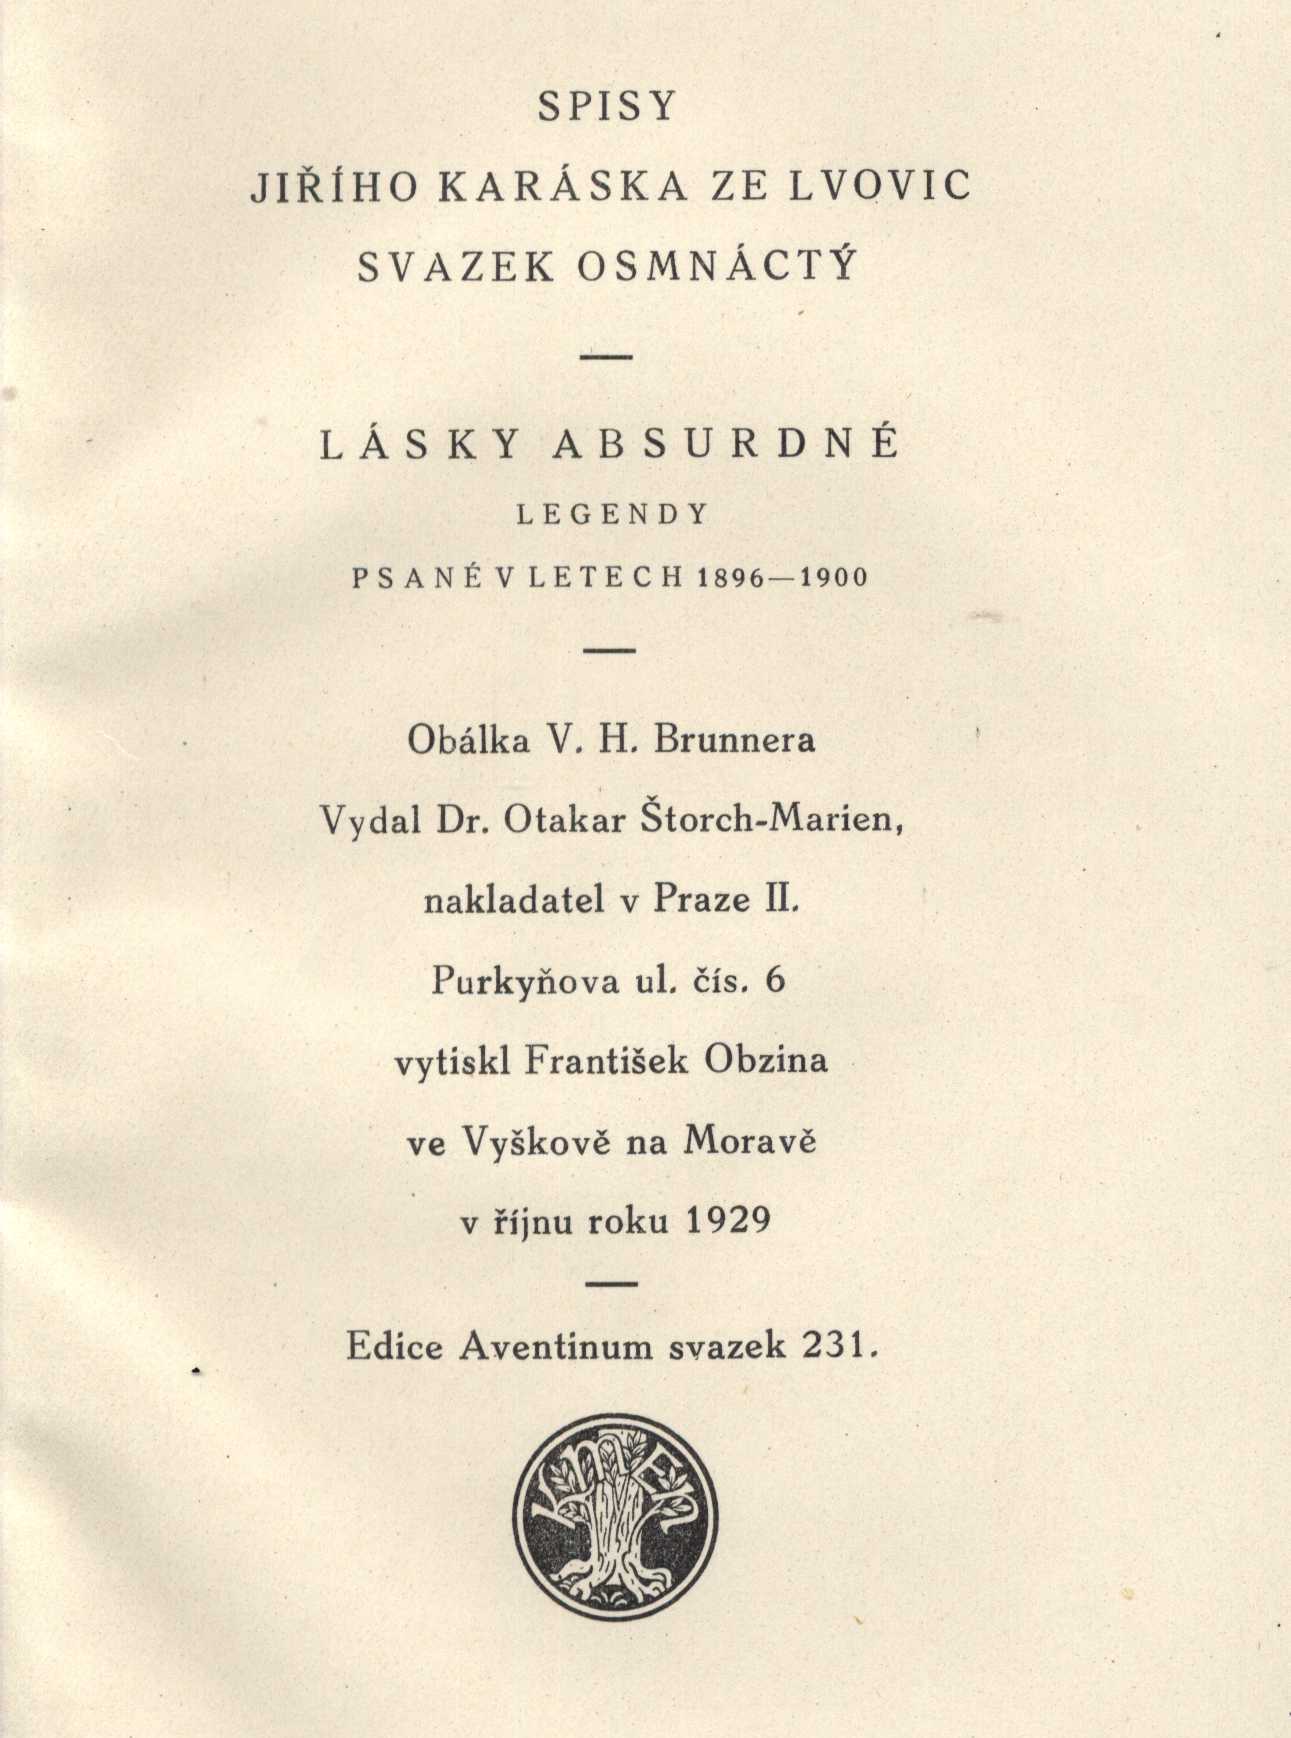 SPISY
JIŘÍHO KARÁSKA ZE LVOVIC
SVAZEK OSMNÁCTÝ
LÁSKY ABSURDNÉ
LEGENDY
PSANÉ V LETECH 1896—1900
Obálka V. H. Brunnera
Vydal Dr. Otakar Štorch-Marien,
nakladatel v Praze II.
Purkyňova ul. čís. 6
vytiskl František Obzina
ve Vyškově na Moravě
v říjnu roku 1929
Edice Aventinum svazek 231.
KMEN